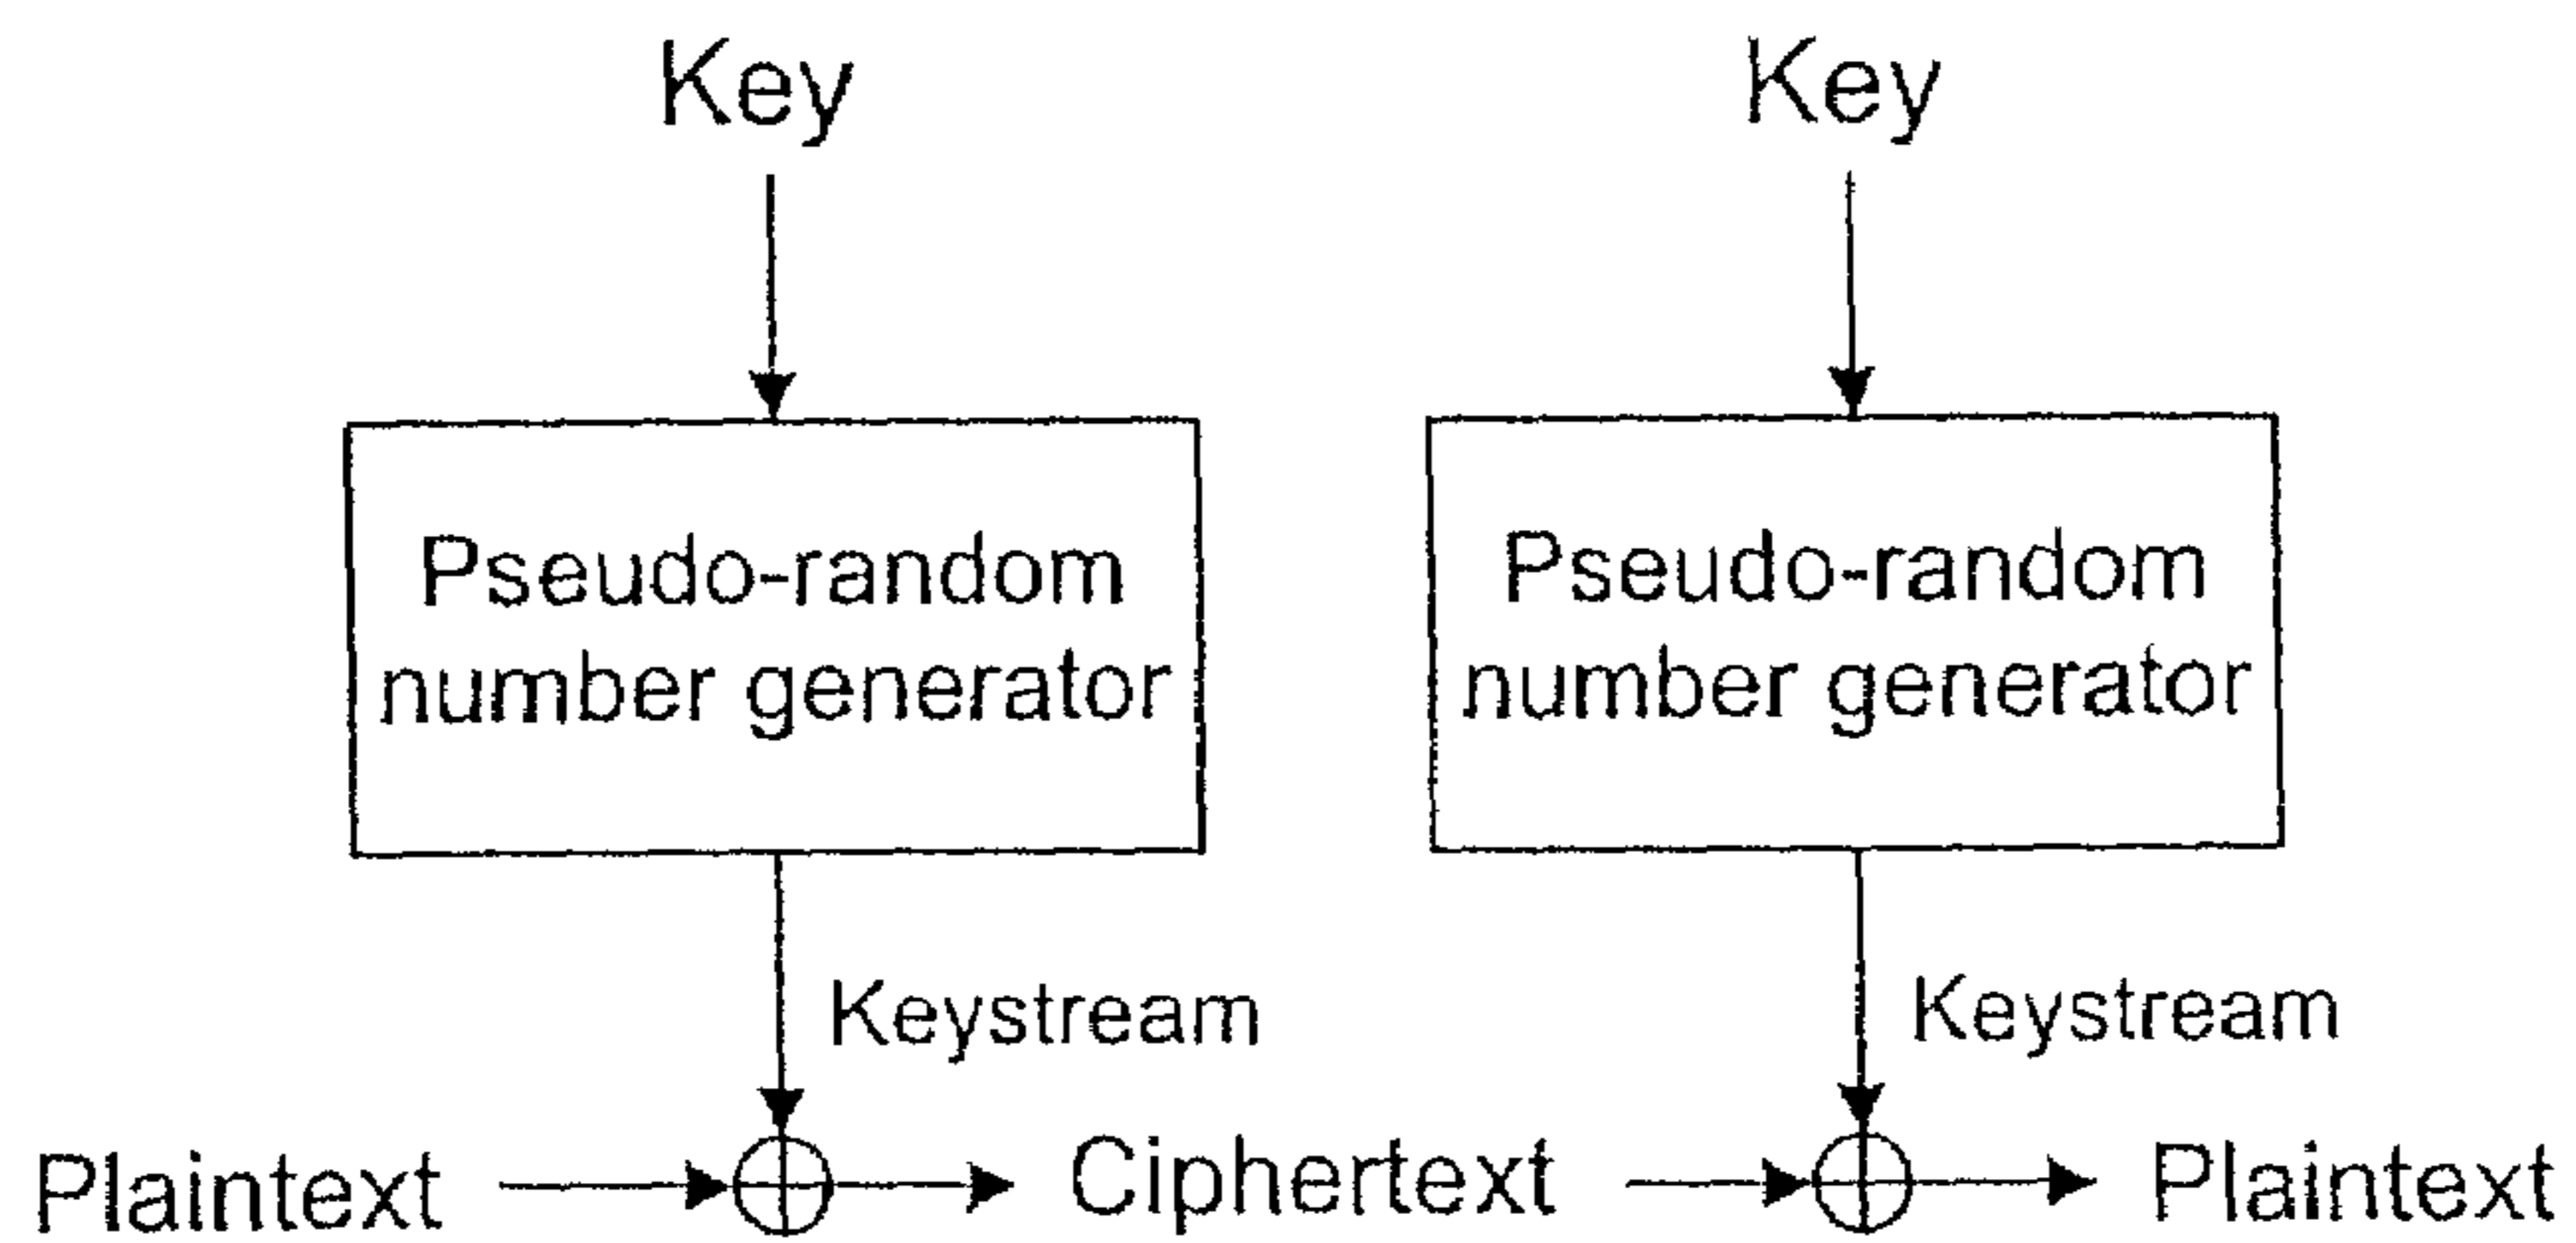 Key
Key
Pseudo-random
number generator
Pseudo-random
number generator
Keystream
Keystream
Plaintext
Ciphertext
Plaintext